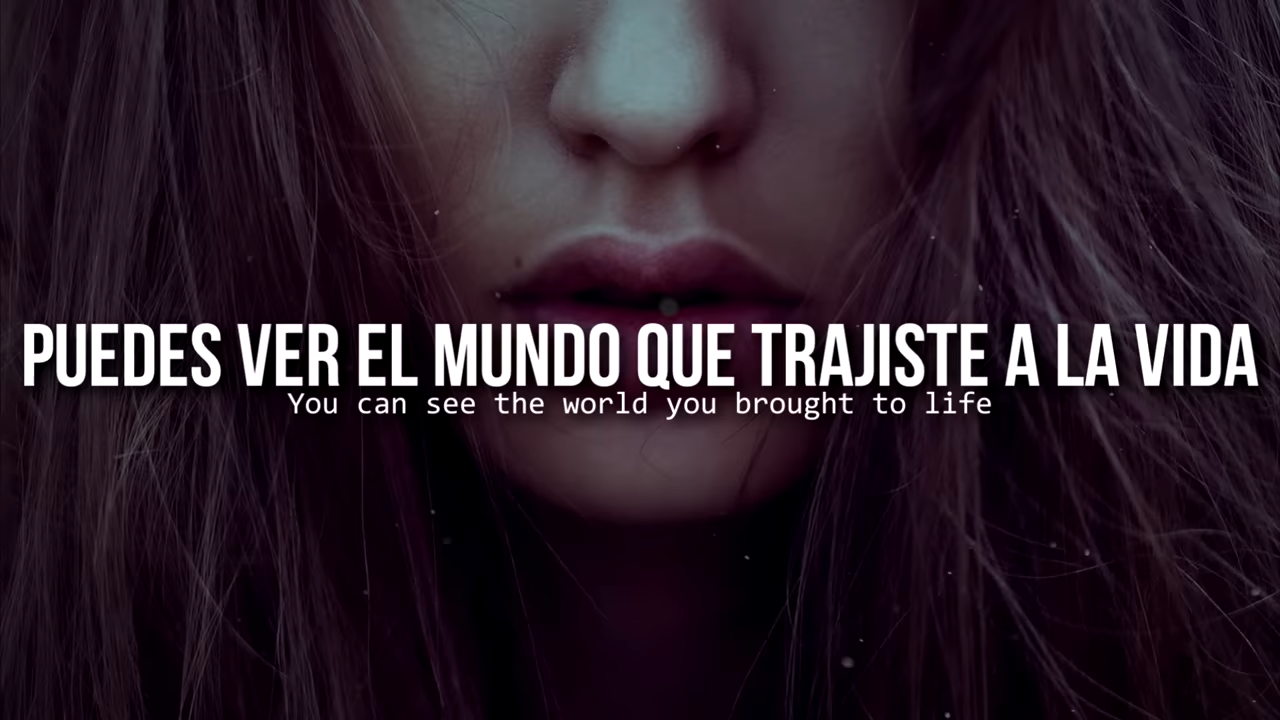 PUEDES VER EL MUNDO QUE TRAJISTE A LA VIDA
You can see the world you brought to life